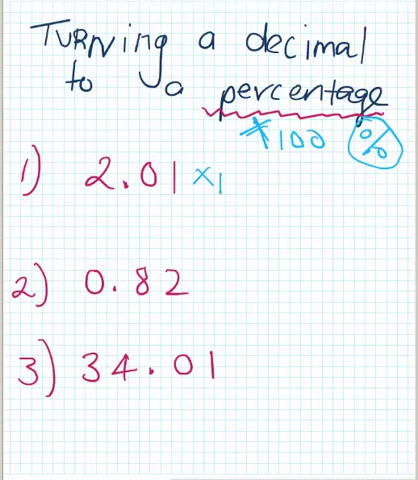 Turning a decimal
to a percentage
*100 %
1) 2.01 ×1
2) 0.82
3) 34.01